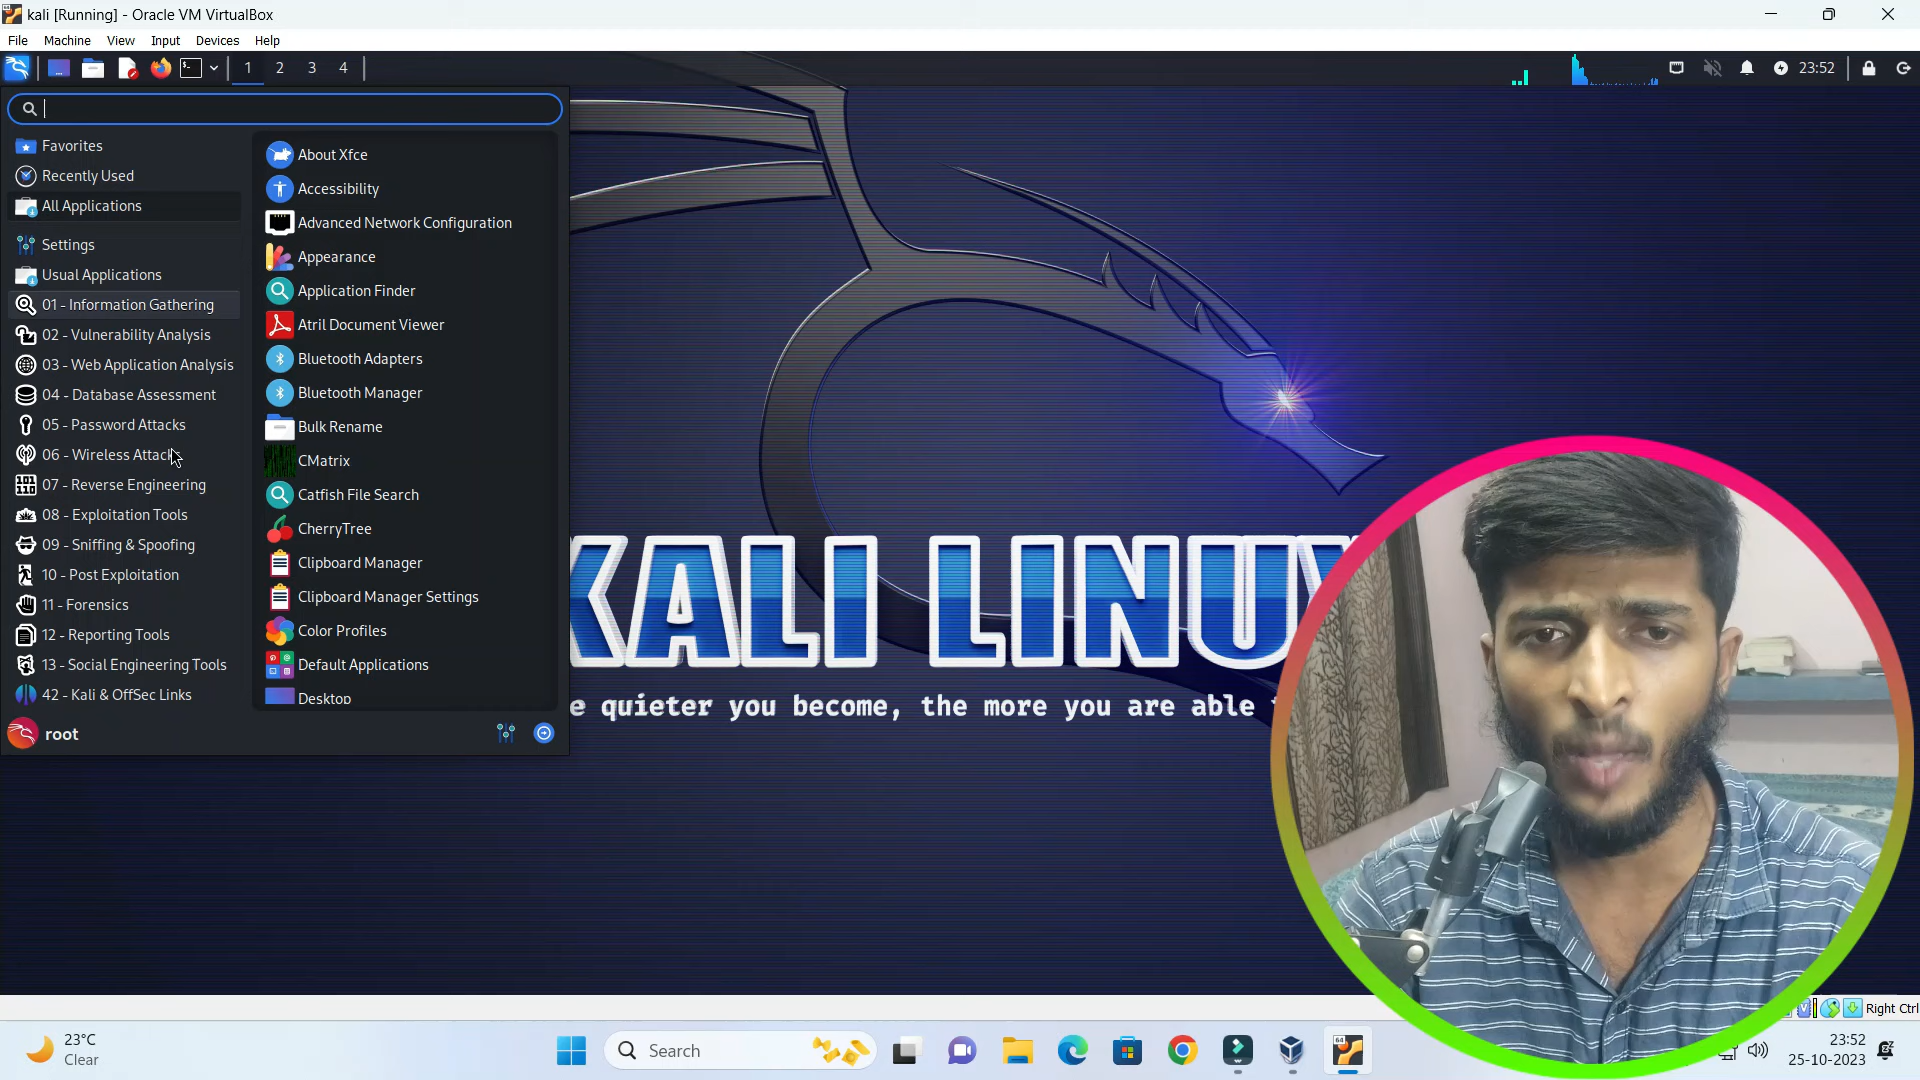 kali [Running] - Oracle VM VirtualBox
File Machine View Input Devices Help
1 2 3 4
23:52
Favorites
Recently Used
All Applications
Settings
Usual Applications
01 - Information Gathering
02 - Vulnerability Analysis
03 - Web Application Analysis
04 - Database Assessment
05 - Password Attacks
06 - Wireless Attack
07 - Reverse Engineering
08 - Exploitation Tools
09 - Sniffing & Spoofing
10 - Post Exploitation
11 - Forensics
12 - Reporting Tools
13 - Social Engineering Tools
42 - Kali & OffSec Links
About Xfce
Accessibility
Advanced Network Configuration
Appearance
Application Finder
Atril Document Viewer
Bluetooth Adapters
Bluetooth Manager
Bulk Rename
CMatrix
Catfish File Search
CherryTree
Clipboard Manager
Clipboard Manager Settings
Color Profiles
Default Applications
Desktop
root
KALI LINUX
e quieter you become, the more you are able
Right Ctrl
23°C
Clear
Search
64
23:52
25-10-2023